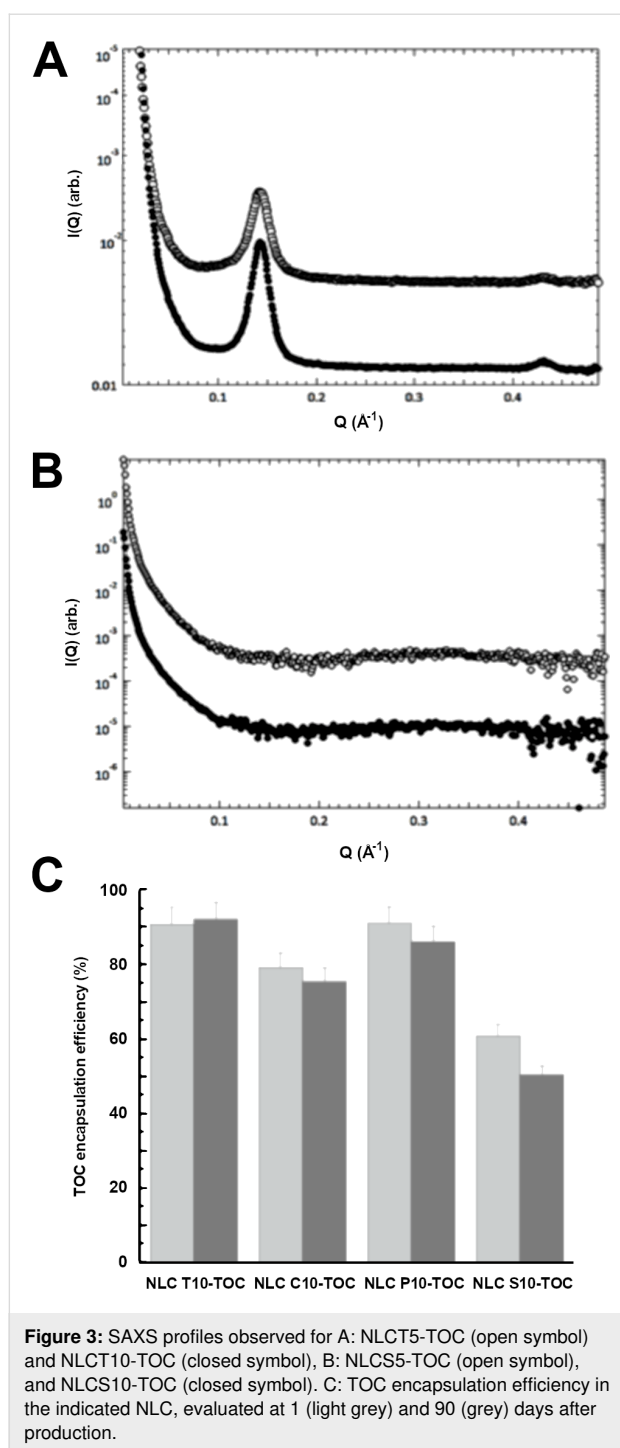 A
10⁻⁵
10⁻⁴
10⁻³
10⁻²
0.01
I(Q) (arb.)
0.1 0.2 0.3 0.4
Q (Å⁻¹)
B
10⁰
10⁻¹
10⁻²
10⁻³
10⁻⁴
10⁻⁵
10⁻⁶
I(Q) (arb.)
0.1 0.2 0.3 0.4
Q (Å⁻¹)
C
100
80
60
40
20
0
TOC encapsulation efficiency (%)
NLC T10-TOC NLC C10-TOC NLC P10-TOC NLC S10-TOC
Figure 3: SAXS profiles observed for A: NLCT5-TOC (open symbol)
and NLCT10-TOC (closed symbol), B: NLCS5-TOC (open symbol),
and NLCS10-TOC (closed symbol). C: TOC encapsulation efficiency in
the indicated NLC, evaluated at 1 (light grey) and 90 (grey) days after
production.